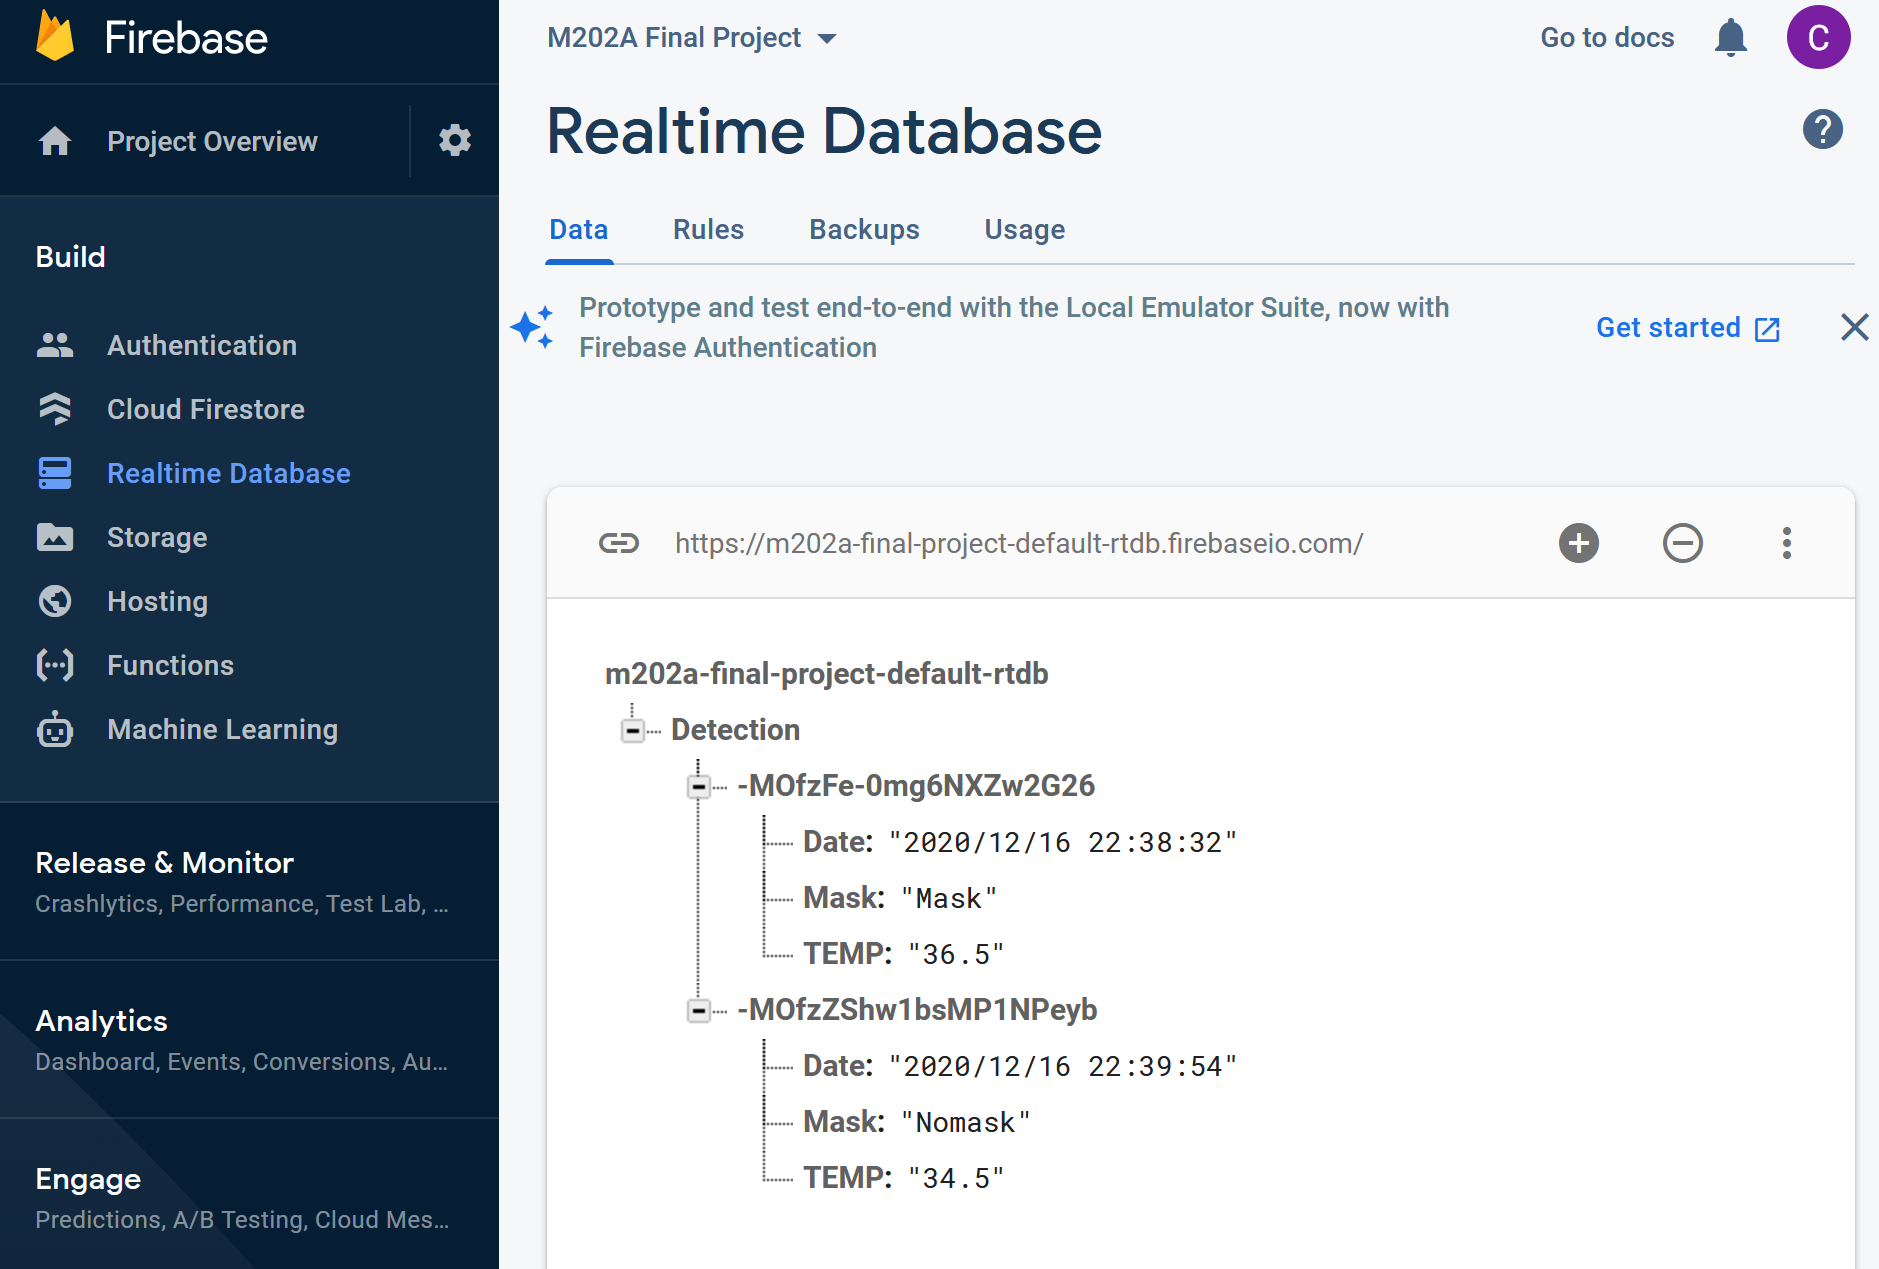 Firebase
Project Overview
Build
Authentication
Cloud Firestore
Realtime Database
Storage
Hosting
Functions
Machine Learning
Release & Monitor
Crashlytics, Performance, Test Lab, ...
Analytics
Dashboard, Events, Conversions, Au...
Engage
Predictions, A/B Testing, Cloud Mes...
M202A Final Project
Go to docs
C
Realtime Database
?
Data Rules Backups Usage
Prototype and test end-to-end with the Local Emulator Suite, now with
Firebase Authentication
Get started
https://m202a-final-project-default-rtdb.firebaseio.com/
m202a-final-project-default-rtdb
Detection
-MOfzFe-0mg6NXZw2G26
Date: "2020/12/16 22:38:32"
Mask: "Mask"
TEMP: "36.5"
-MOfzZShw1bsMP1NPeyb
Date: "2020/12/16 22:39:54"
Mask: "Nomask"
TEMP: "34.5"